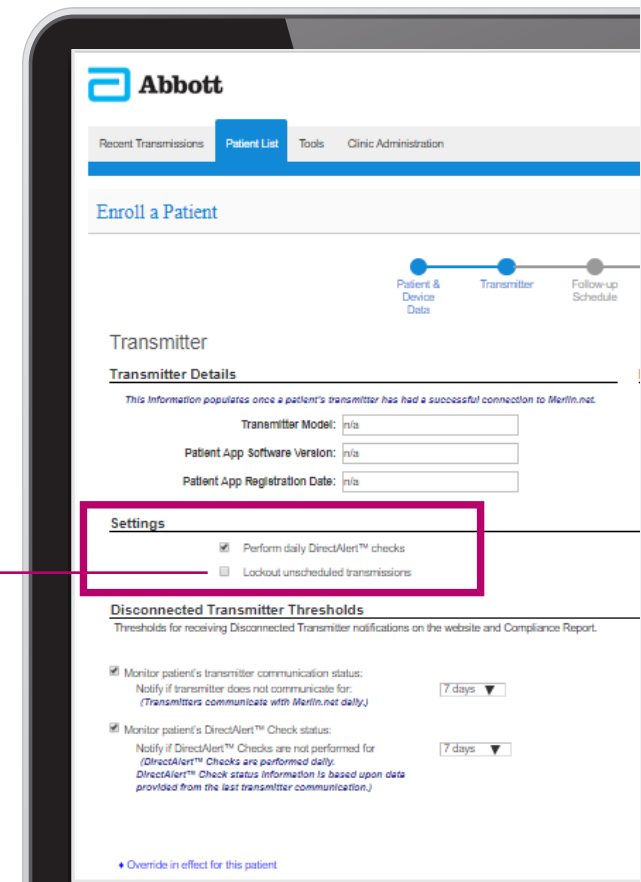 Abbott
Recent Transmissions Patient List Tools Clinic Administration
Enroll a Patient
Patient & Device Data
Transmitter
Follow-up Schedule
Transmitter
Transmitter Details
This information populates once a patient's transmitter has had a successful connection to Merlin.net.
Transmitter Model: n/a
Patient App Software Version: n/a
Patient App Registration Date: n/a
Settings
Perform daily DirectAlert™ checks
Lockout unscheduled transmissions
Disconnected Transmitter Thresholds
Thresholds for receiving Disconnected Transmitter notifications on the website and Compliance Report.
Monitor patient's transmitter communication status:
Notify if transmitter does not communicate for: 7 days
(Transmitters communicate with Merlin.net daily.)
Monitor patient's DirectAlert™ Check status:
Notify if DirectAlert™ Checks are not performed for 7 days
(DirectAlert™ Checks are performed daily.
DirectAlert™ Check status information is based upon data
provided from the last transmitter communication.)
♦ Override in effect for this patient